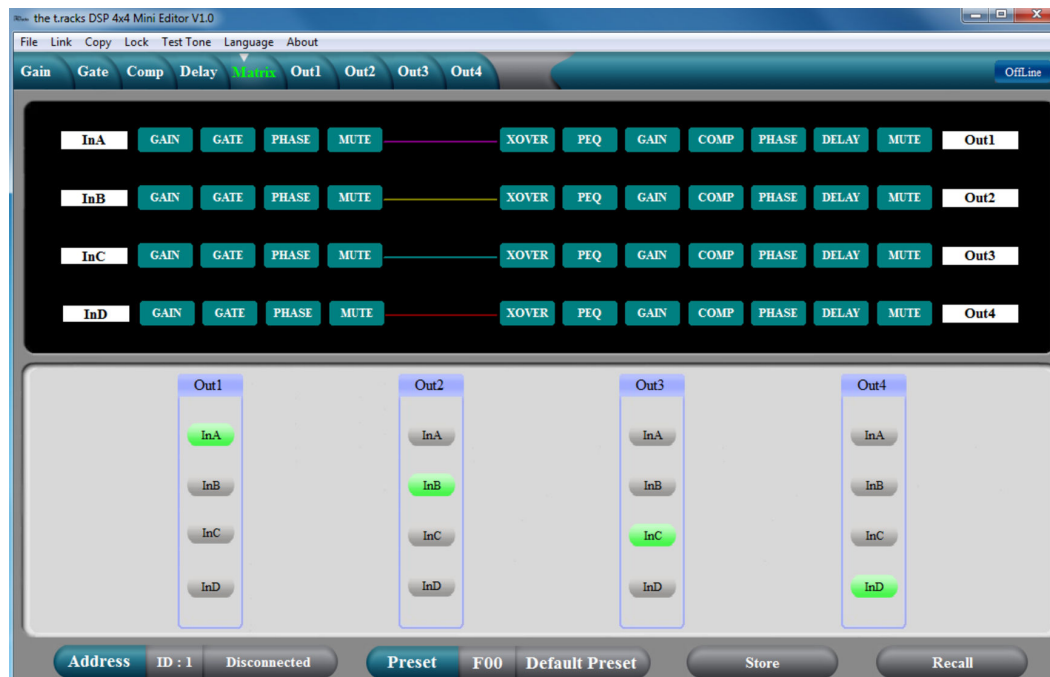 the t.racks DSP 4x4 Mini Editor V1.0
File Link Copy Lock Test Tone Language About
Gain Gate Comp Delay Matrix Out1 Out2 Out3 Out4 OffLine
InA GAIN GATE PHASE MUTE XOVER PEQ GAIN COMP PHASE DELAY MUTE Out1
InB GAIN GATE PHASE MUTE XOVER PEQ GAIN COMP PHASE DELAY MUTE Out2
InC GAIN GATE PHASE MUTE XOVER PEQ GAIN COMP PHASE DELAY MUTE Out3
InD GAIN GATE PHASE MUTE XOVER PEQ GAIN COMP PHASE DELAY MUTE Out4
Out1 Out2 Out3 Out4
InA InA InA InA
InB InB InB InB
InC InC InC InC
InD InD InD InD
Address ID : 1 Disconnected Preset F00 Default Preset Store Recall